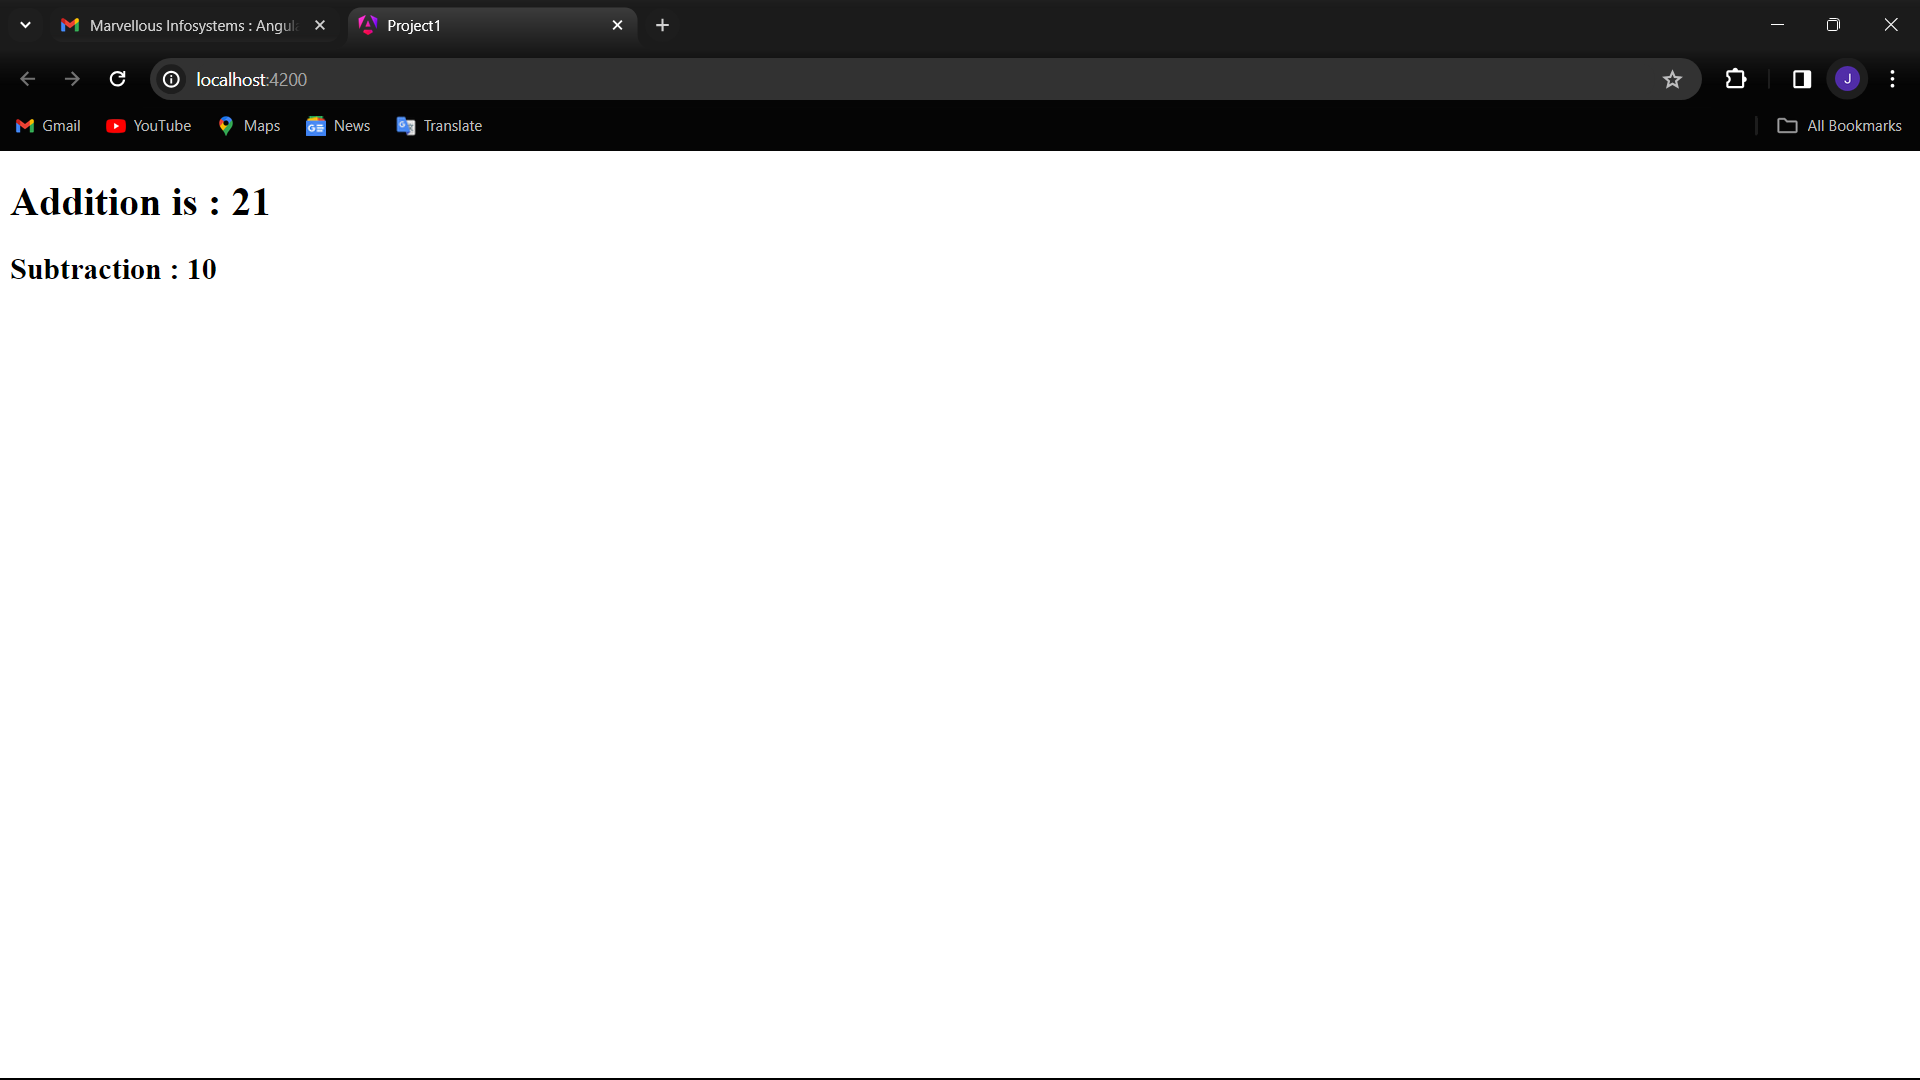 Marvellous Infosystems : Angul
Project1
localhost:4200
J
Gmail
YouTube
Maps
News
Translate
All Bookmarks
Addition is : 21
Subtraction : 10